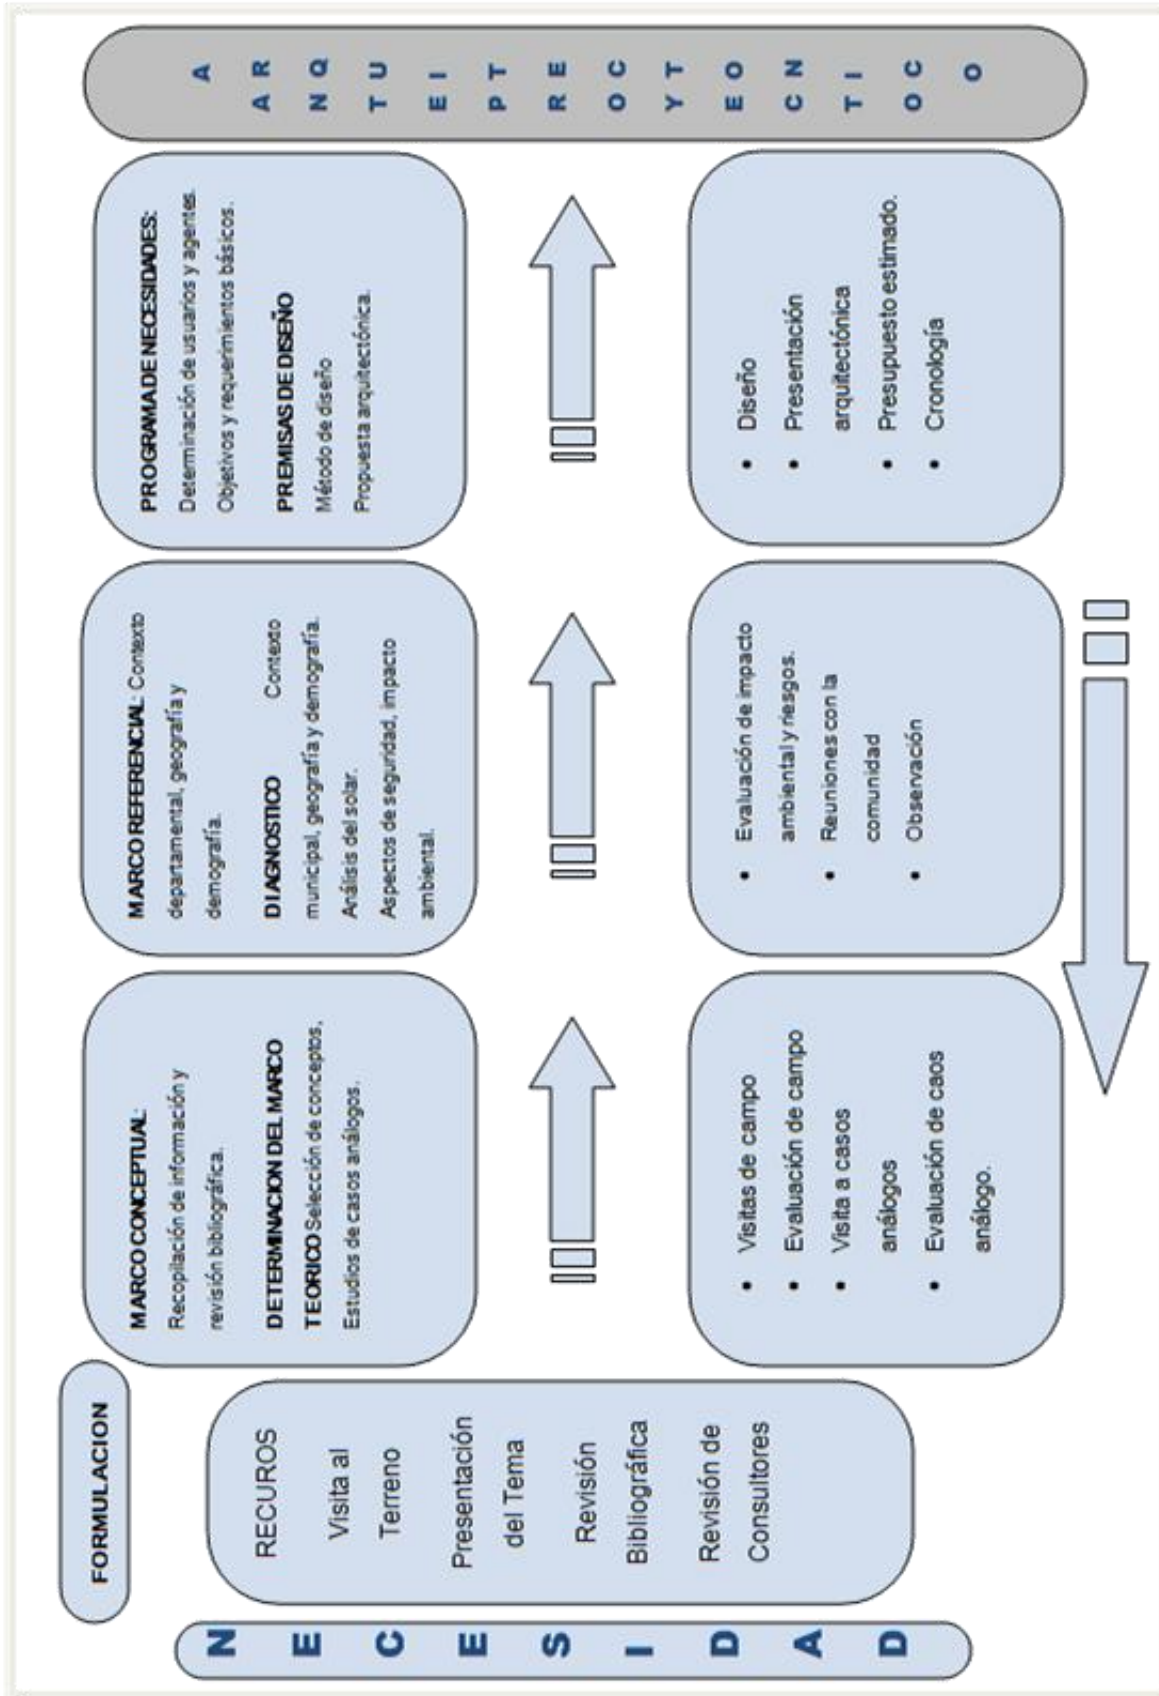 FORMULACION
N
E
C
E
S
I
D
A
D
RECUROS
Visita al
Terreno
Presentación
del Tema
Revisión
Bibliográfica
Revisión de
Consultores
MARCO CONCEPTUAL:
Recopilación de información y
revisión bibliográfica.
DETERMINACION DEL MARCO
TEORICO Selección de conceptos,
Estudios de casos análogos.
MARCO REFERENCIAL: Contexto
departamental, geografía y
demografía.
DIAGNOSTICO Contexto
municipal, geografía y demografía.
Análisis del solar.
Aspectos de seguridad, impacto
ambiental.
PROGRAMA DE NECESIDADES:
Determinación de usuarios y agentes.
Objetivos y requerimientos básicos.
PREMISAS DE DISEÑO
Método de diseño
Propuesta arquitectónica.
• Visitas de campo
• Evaluación de campo
• Visita a casos
análogos
• Evaluación de caos
análogo.
• Evaluación de impacto
ambiental y riesgos.
• Reuniones con la
comunidad
• Observación
• Diseño
• Presentación
arquitectónica
• Presupuesto estimado.
• Cronología
A
A R
N Q
T U
E I
P T
R E
O C
Y T
E O
C N
T I
O C
O